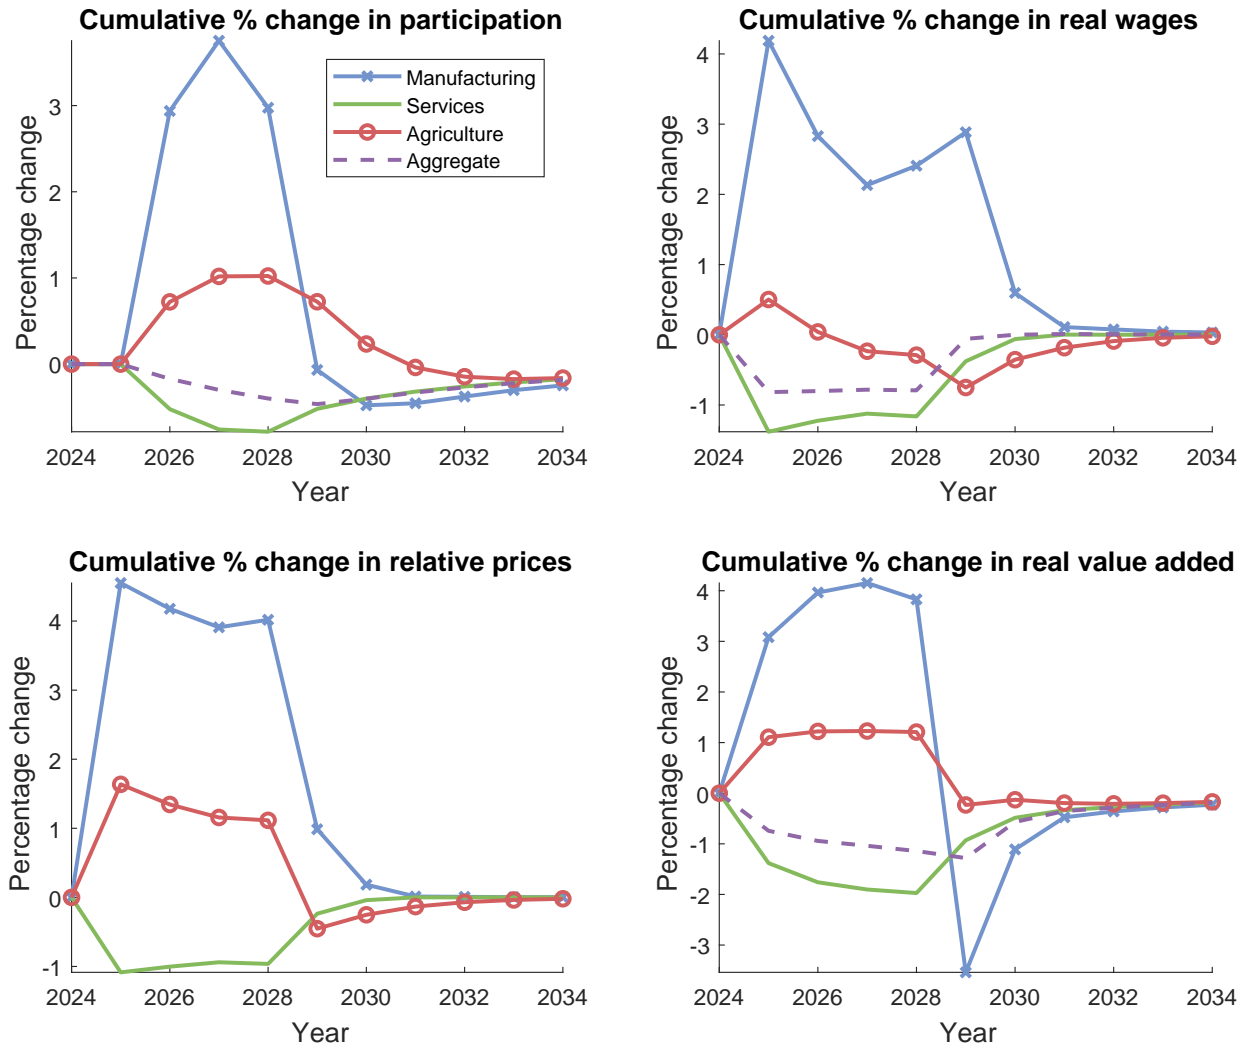 Cumulative % change in participation
Percentage change
3
1
0
Manufacturing
Services
Agriculture
Aggregate
2024 2026 2028 2030 2032 2034
Year
Cumulative % change in real wages
Percentage change
4
3
2
1
0
-1
2024 2026 2028 2030 2032 2034
Year
Cumulative % change in relative prices
Percentage change
4
3
2
1
0
-1
2024 2026 2028 2030 2032 2034
Year
Cumulative % change in real value added
Percentage change
4
3
2
1
0
-1
-2
-3
2024 2026 2028 2030 2032 2034
Year